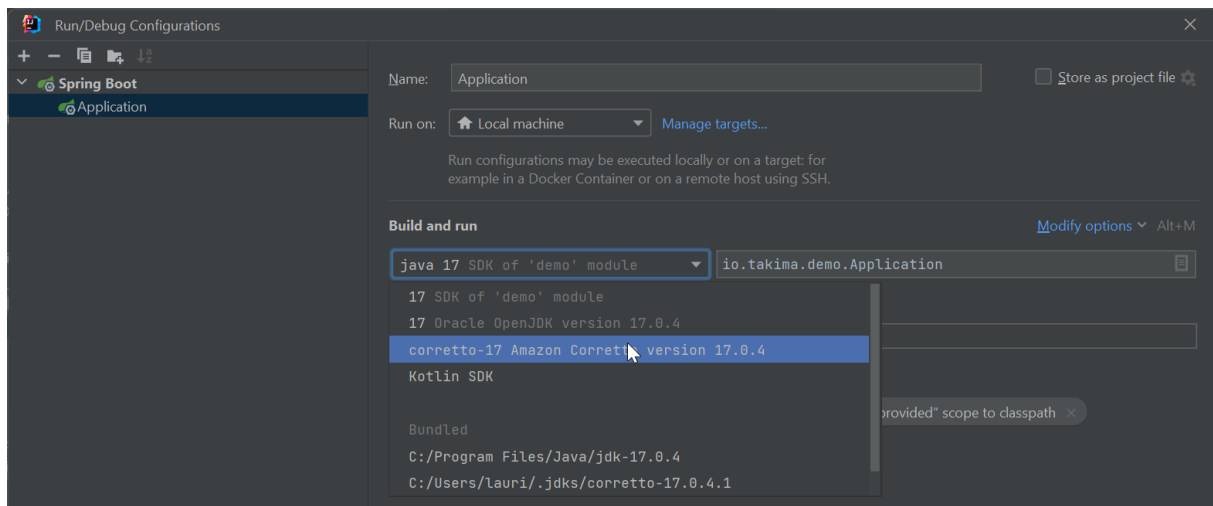 Run/Debug Configurations
Spring Boot
Application
Name: Application
Store as project file
Run on: Local machine Manage targets...
Run configurations may be executed locally or on a target: for
example in a Docker Container or on a remote host using SSH.
Build and run
Modify options Alt+M
java 17 SDK of 'demo' module
io.takima.demo.Application
17 SDK of 'demo' module
17 Oracle OpenJDK version 17.0.4
corretto-17 Amazon Corretto version 17.0.4
Kotlin SDK
rovided" scope to classpath
Bundled
C:/Program Files/Java/jdk-17.0.4
C:/Users/lauri/.jdks/corretto-17.0.4.1